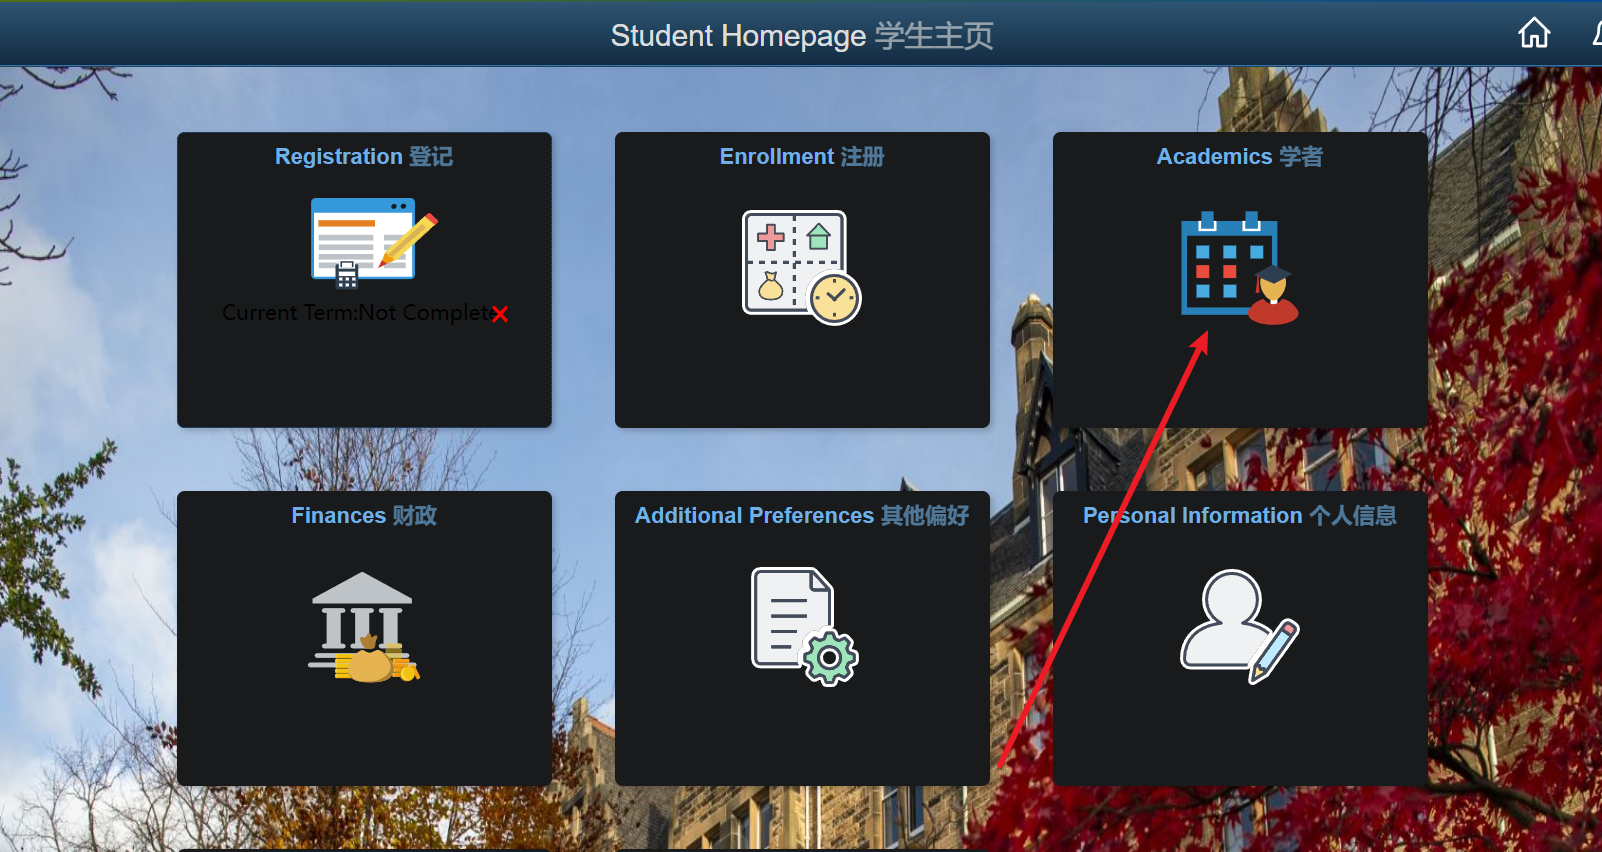 Student Homepage 学生主页
Registration 登记
Enrollment 注册
Academics 学者
Current Term:Not Complete
Finances 财政
Additional Preferences 其他偏好
Personal Information 个人信息